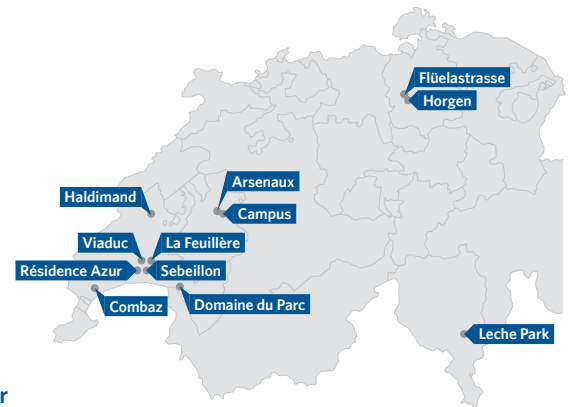 Flüelastrasse
Horgen
Arsenaux
Haldimand
Campus
Viaduc
La Feuillère
Résidence Azur
Sebeillon
Combaz
Domaine du Parc
Leche Park
r